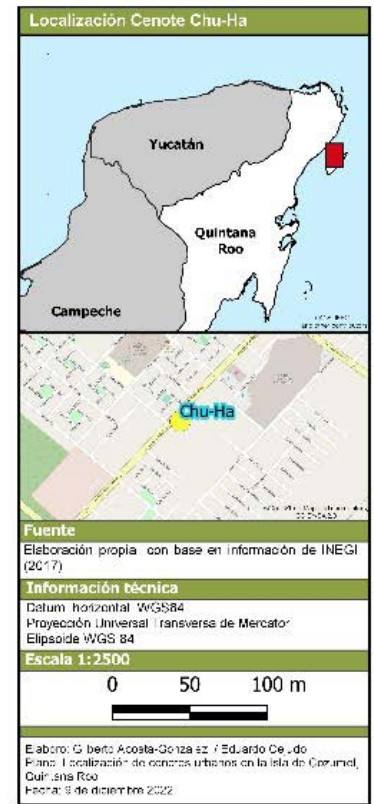 Localización Cenote Chu-Ha
Yucatán
Quintana
Roo
Campeche
Chu-Ha
Fuente
Elaboración propia con base en información de INEGI
(2017)
Información técnica
Datum horizontal WGS84
Proyección Universal Transversa de Mercator
Elipsoide WGS 84
Escala 1:2500
0 50 100 m
Elaboro: Gilberto Acosta-González / Eduardo Cejudo
Plano: Localización de cenotes urbanos en la Isla de Cozumel,
Quintana Roo
Fecha: 9 de diciembre 2022